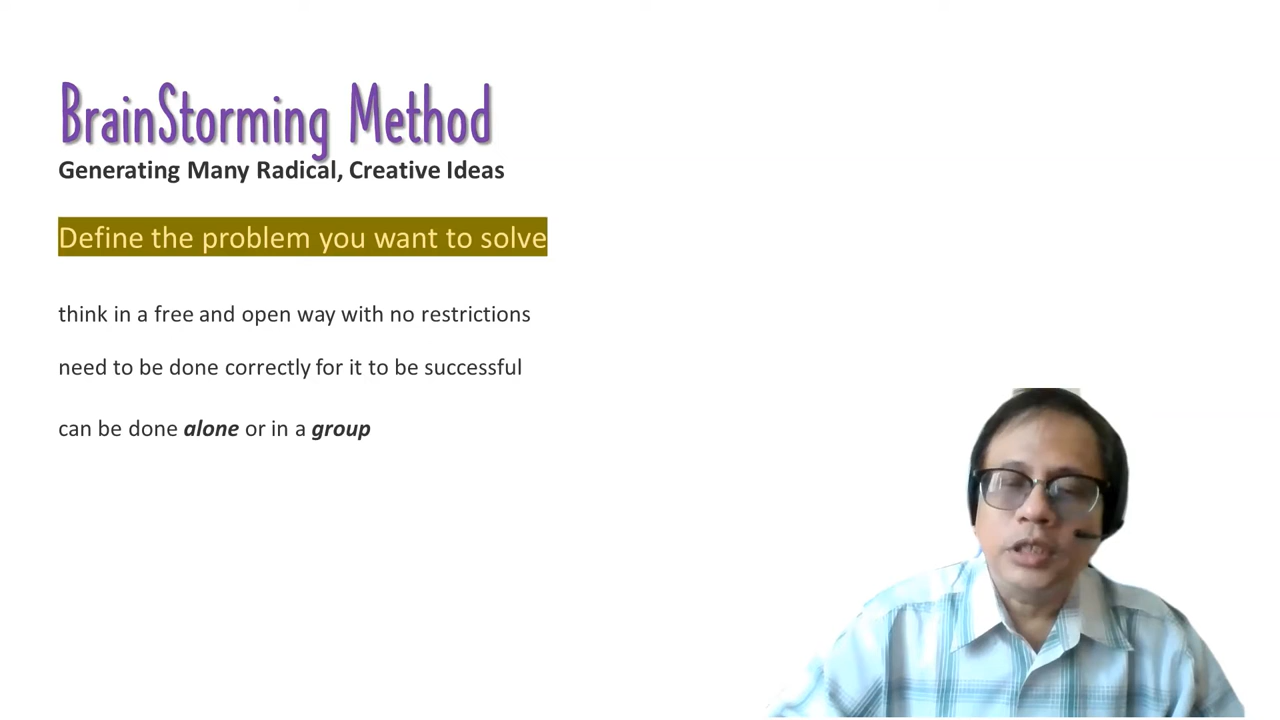 BrainStorming Method
Generating Many Radical, Creative Ideas
Define the problem you want to solve
think in a free and open way with no restrictions
need to be done correctly for it to be successful
can be done alone or in a group